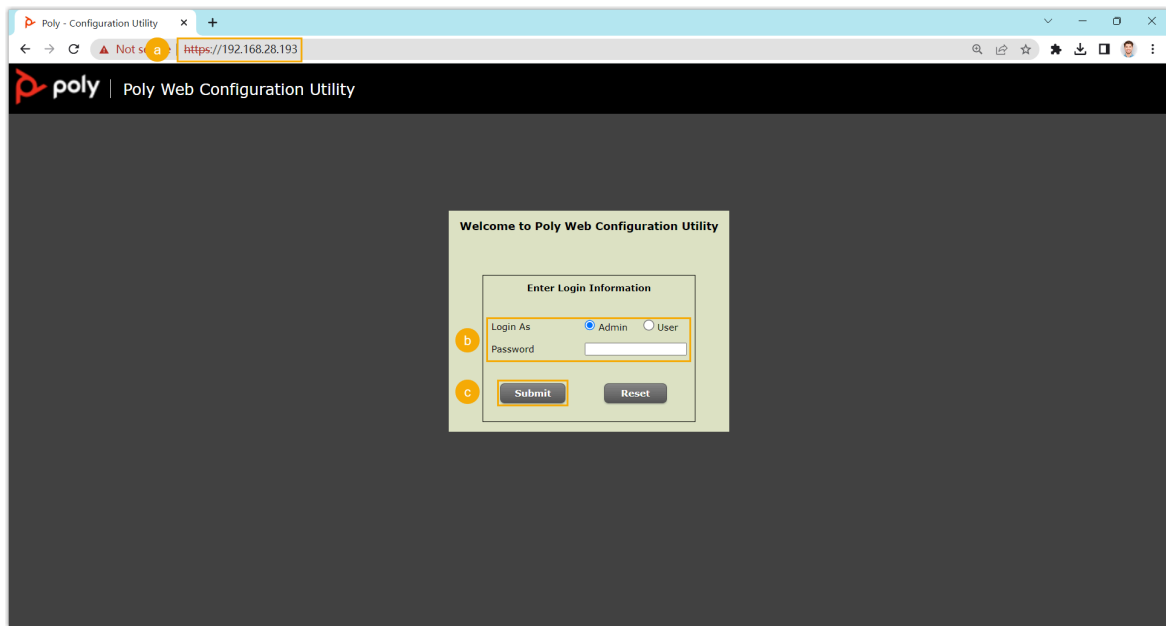 Poly - Configuration Utility
Not se
a
https://192.168.28.193
poly | Poly Web Configuration Utility
Welcome to Poly Web Configuration Utility
Enter Login Information
Login As Admin User
b
Password
c
Submit Reset